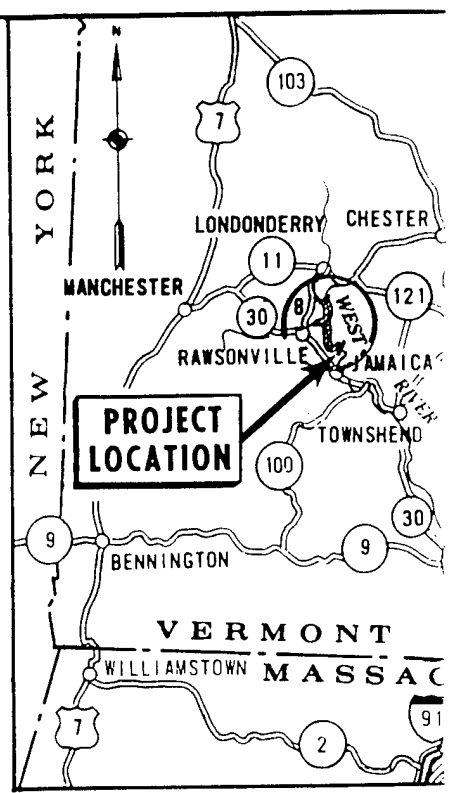 N
103
7
NEW YORK
LONDONDERRY
CHESTER
11
MANCHESTER
121
30
8
WEST
RAWSONVILLE
JAMAICA
RIVER
PROJECT
LOCATION
TOWNSHEND
100
30
9
9
BENNINGTON
VERMONT
WILLIAMSTOWN
MASSAC
91
7
2